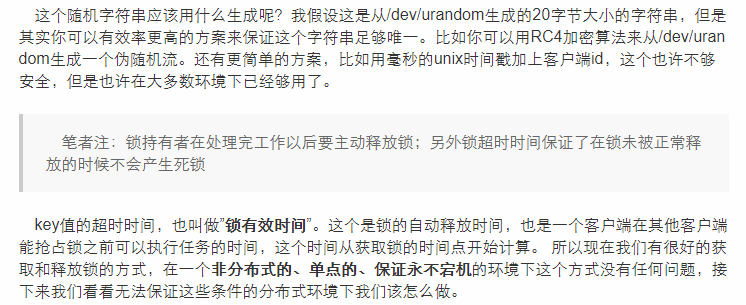 这个随机字符串应该用什么生成呢？我假设这是从/dev/urandom生成的20字节大小的字符串，但是
其实你可以有效率更高的方案来保证这个字符串足够唯一。比如你可以用RC4加密算法来从/dev/uran
dom生成一个伪随机流。还有更简单的方案，比如用毫秒的unix时间戳加上客户端id，这个也许不够
安全，但是也许在大多数环境下已经够用了。
笔者注：锁持有者在处理完工作以后要主动释放锁；另外锁超时时间保证了在锁未被正常释
放的时候不会产生死锁
key值的超时时间，也叫做”锁有效时间”。这个是锁的自动释放时间，也是一个客户端在其他客户端
能抢占锁之前可以执行任务的时间，这个时间从获取锁的时间点开始计算。 所以现在我们有很好的获
取和释放锁的方式，在一个非分布式的、单点的、保证永不宕机的环境下这个方式没有任何问题，接
下来我们看看无法保证这些条件的分布式环境下我们该怎么做。